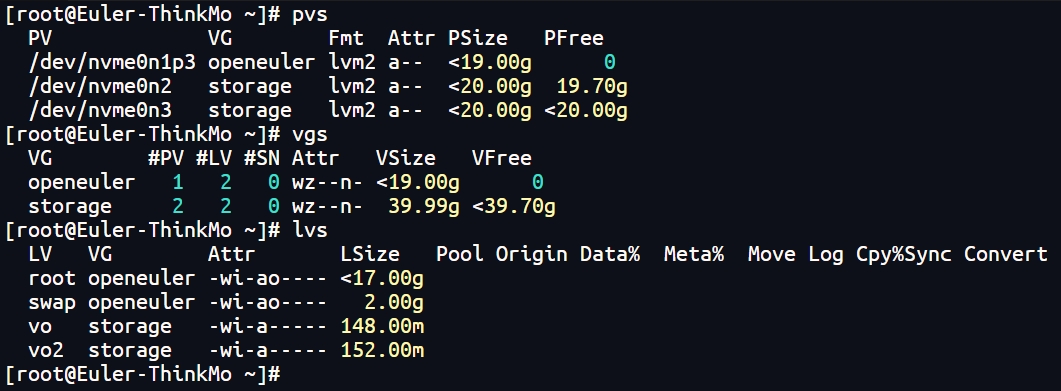 [root@Euler-ThinkMo ~]# pvs
  PV             VG        Fmt  Attr PSize   PFree
  /dev/nvme0n1p3 openeuler lvm2 a--  <19.00g      0
  /dev/nvme0n2   storage   lvm2 a--  <20.00g  19.70g
  /dev/nvme0n3   storage   lvm2 a--  <20.00g <20.00g
[root@Euler-ThinkMo ~]# vgs
  VG        #PV #LV #SN Attr   VSize   VFree
  openeuler   1   2   0 wz--n- <19.00g      0
  storage     2   2   0 wz--n-  39.99g <39.70g
[root@Euler-ThinkMo ~]# lvs
  LV   VG        Attr       LSize   Pool Origin Data%  Meta%  Move Log Cpy%Sync Convert
  root openeuler -wi-ao---- <17.00g
  swap openeuler -wi-ao----   2.00g
  vo   storage   -wi-a----- 148.00m
  vo2  storage   -wi-a----- 152.00m
[root@Euler-ThinkMo ~]#